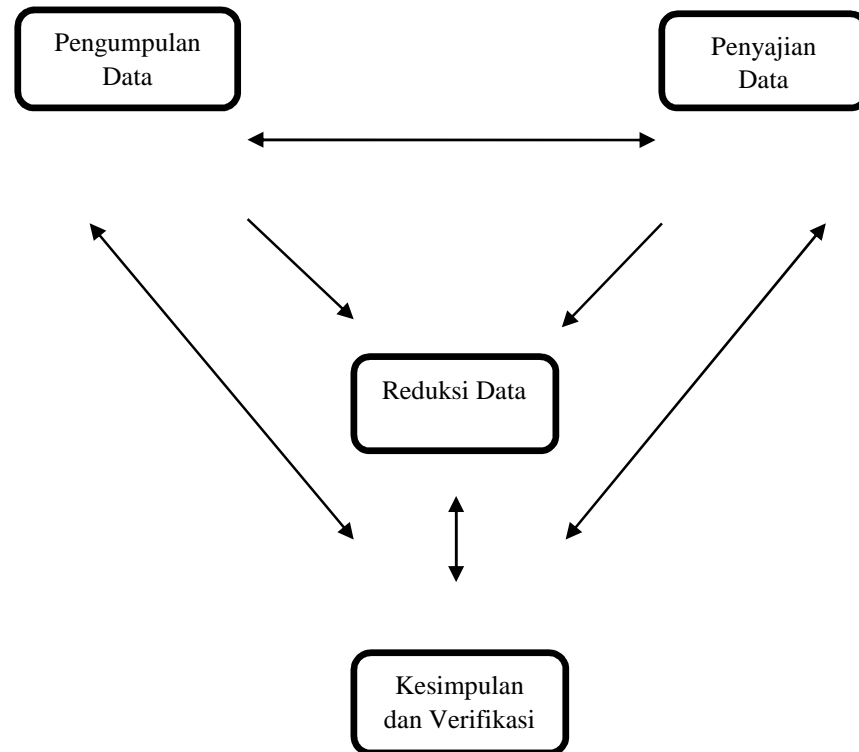 Pengumpulan
Data
Penyajian
Data
Reduksi Data
Kesimpulan
dan Verifikasi